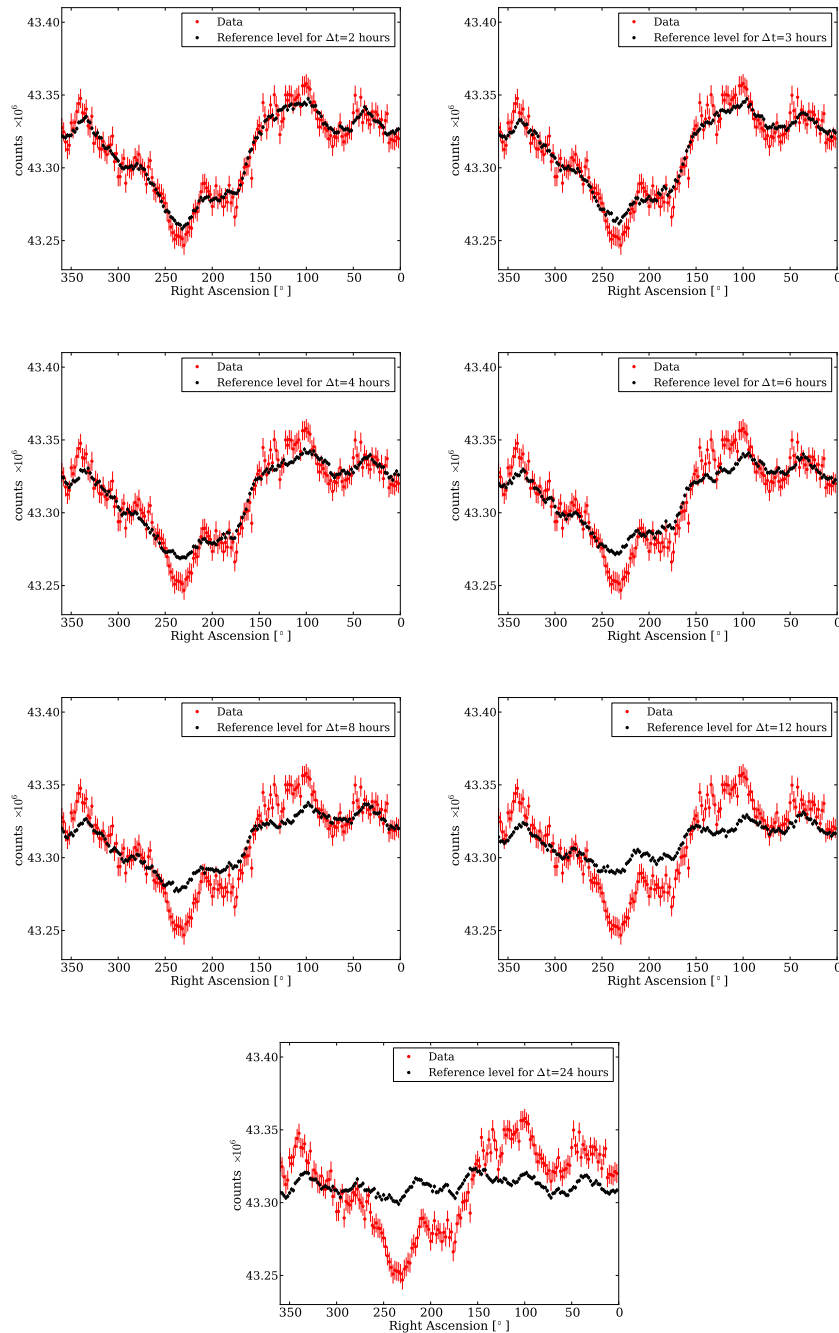 43.40
43.35
43.30
43.25
counts ×10⁶
Data
Reference level for Δt=2 hours
350 300 250 200 150 100 50 0
Right Ascension [°]
43.40
43.35
43.30
43.25
counts ×10⁶
Data
Reference level for Δt=3 hours
350 300 250 200 150 100 50 0
Right Ascension [°]
43.40
43.35
43.30
43.25
counts ×10⁶
Data
Reference level for Δt=4 hours
350 300 250 200 150 100 50 0
Right Ascension [°]
43.40
43.35
43.30
43.25
counts ×10⁶
Data
Reference level for Δt=6 hours
350 300 250 200 150 100 50 0
Right Ascension [°]
43.40
43.35
43.30
43.25
counts ×10⁶
Data
Reference level for Δt=8 hours
350 300 250 200 150 100 50 0
Right Ascension [°]
43.40
43.35
43.30
43.25
counts ×10⁶
Data
Reference level for Δt=12 hours
350 300 250 200 150 100 50 0
Right Ascension [°]
43.40
43.35
43.30
43.25
counts ×10⁶
Data
Reference level for Δt=24 hours
350 300 250 200 150 100 50 0
Right Ascension [°]